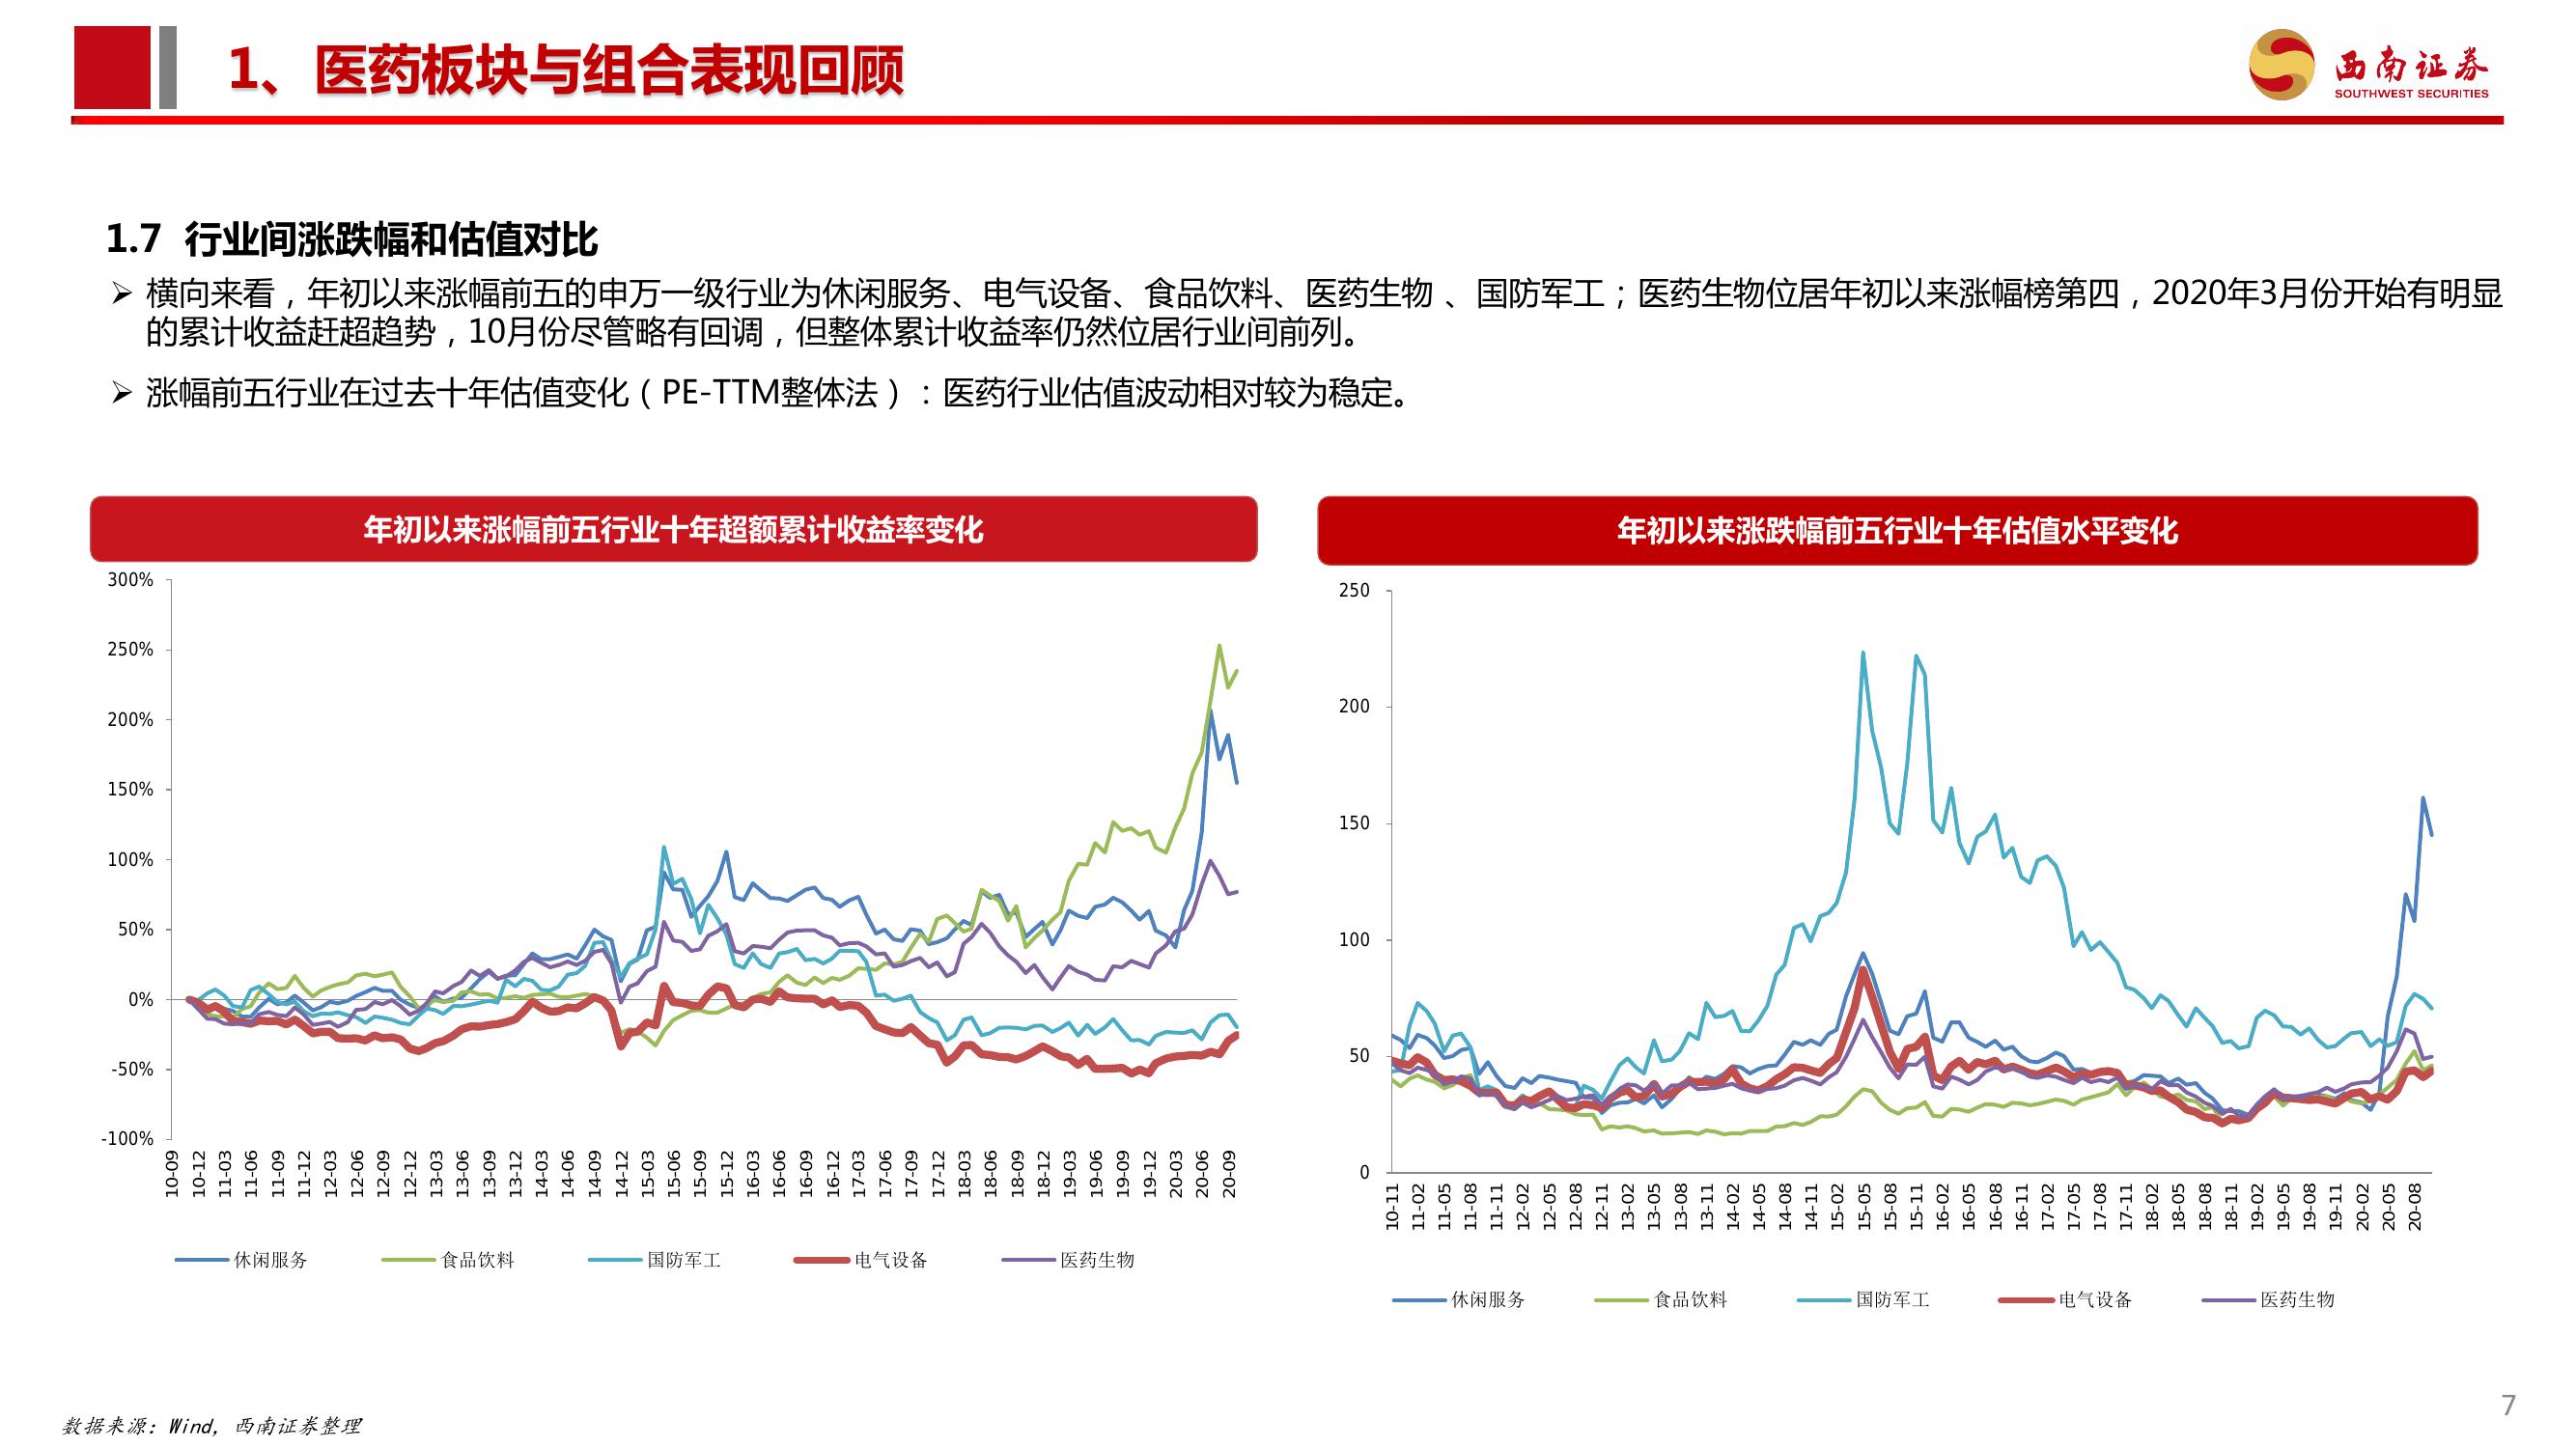 1、医药板块与组合表现回顾
西南证券
SOUTHWEST SECURITIES
1.7 行业间涨跌幅和估值对比
➢ 横向来看，年初以来涨幅前五的申万一级行业为休闲服务、电气设备、食品饮料、医药生物 、国防军工；医药生物位居年初以来涨幅榜第四，2020年3月份开始有明显
的累计收益赶超趋势，10月份尽管略有回调，但整体累计收益率仍然位居行业间前列。
➢ 涨幅前五行业在过去十年估值变化（PE-TTM整体法）：医药行业估值波动相对较为稳定。
年初以来涨幅前五行业十年超额累计收益率变化
300%
250%
200%
150%
100%
50%
0%
-50%
-100%
10-09 10-12 11-03 11-06 11-09 11-12 12-03 12-06 12-09 12-12 13-03 13-06 13-09 13-12 14-03 14-06 14-09 14-12 15-03 15-06 15-09 15-12 16-03 16-06 16-09 16-12 17-03 17-06 17-09 17-12 18-03 18-06 18-09 18-12 19-03 19-06 19-09 19-12 20-03 20-06 20-09
休闲服务 食品饮料 国防军工 电气设备 医药生物
年初以来涨跌幅前五行业十年估值水平变化
250
200
150
100
50
0
10-11 11-02 11-05 11-08 11-11 12-02 12-05 12-08 12-11 13-02 13-05 13-08 13-11 14-02 14-05 14-08 14-11 15-02 15-05 15-08 15-11 16-02 16-05 16-08 16-11 17-02 17-05 17-08 17-11 18-02 18-05 18-08 18-11 19-02 19-05 19-08 19-11 20-02 20-05 20-08
休闲服务 食品饮料 国防军工 电气设备 医药生物
数据来源：Wind，西南证券整理
7